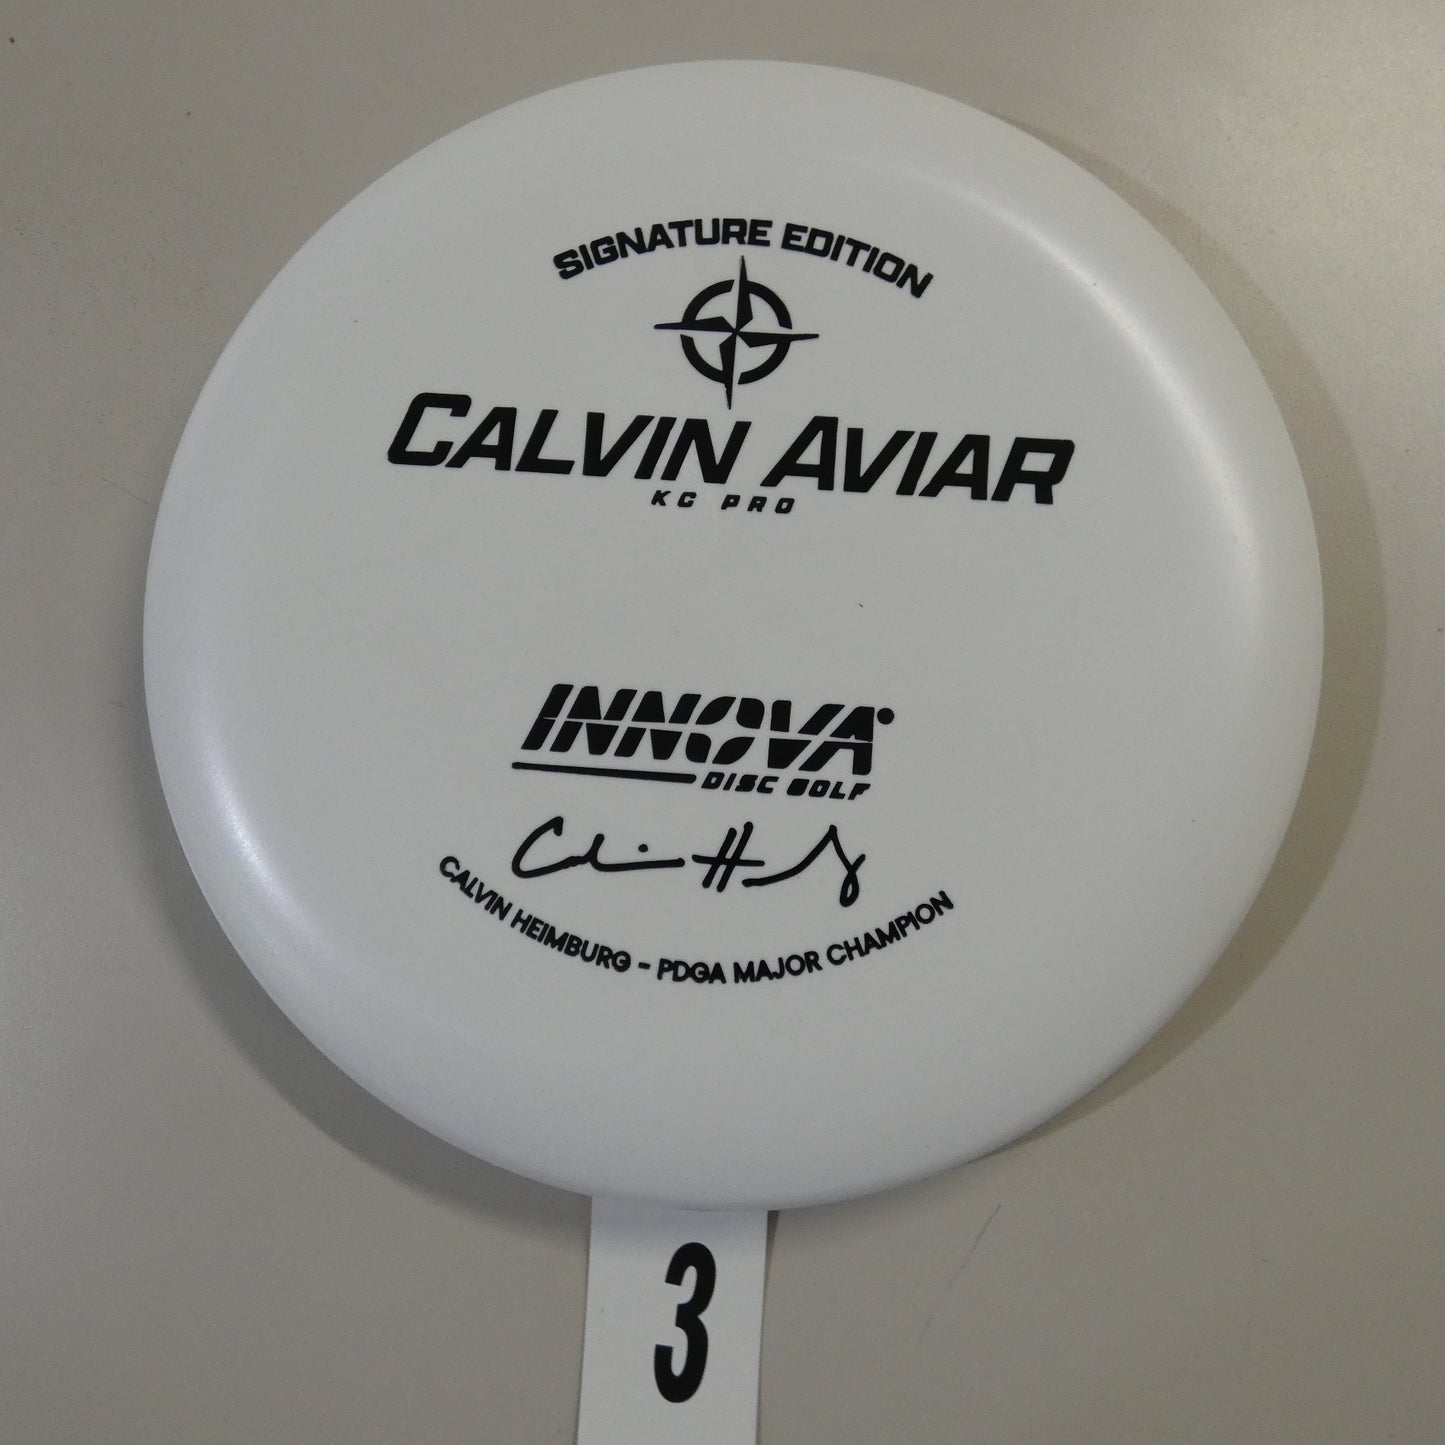 SIGNATURE EDITION
CALVIN AVIAR
KC PRO
INNOVA
DISC GOLF
CALVIN HEIMBURG - PDGA MAJOR CHAMPION
3